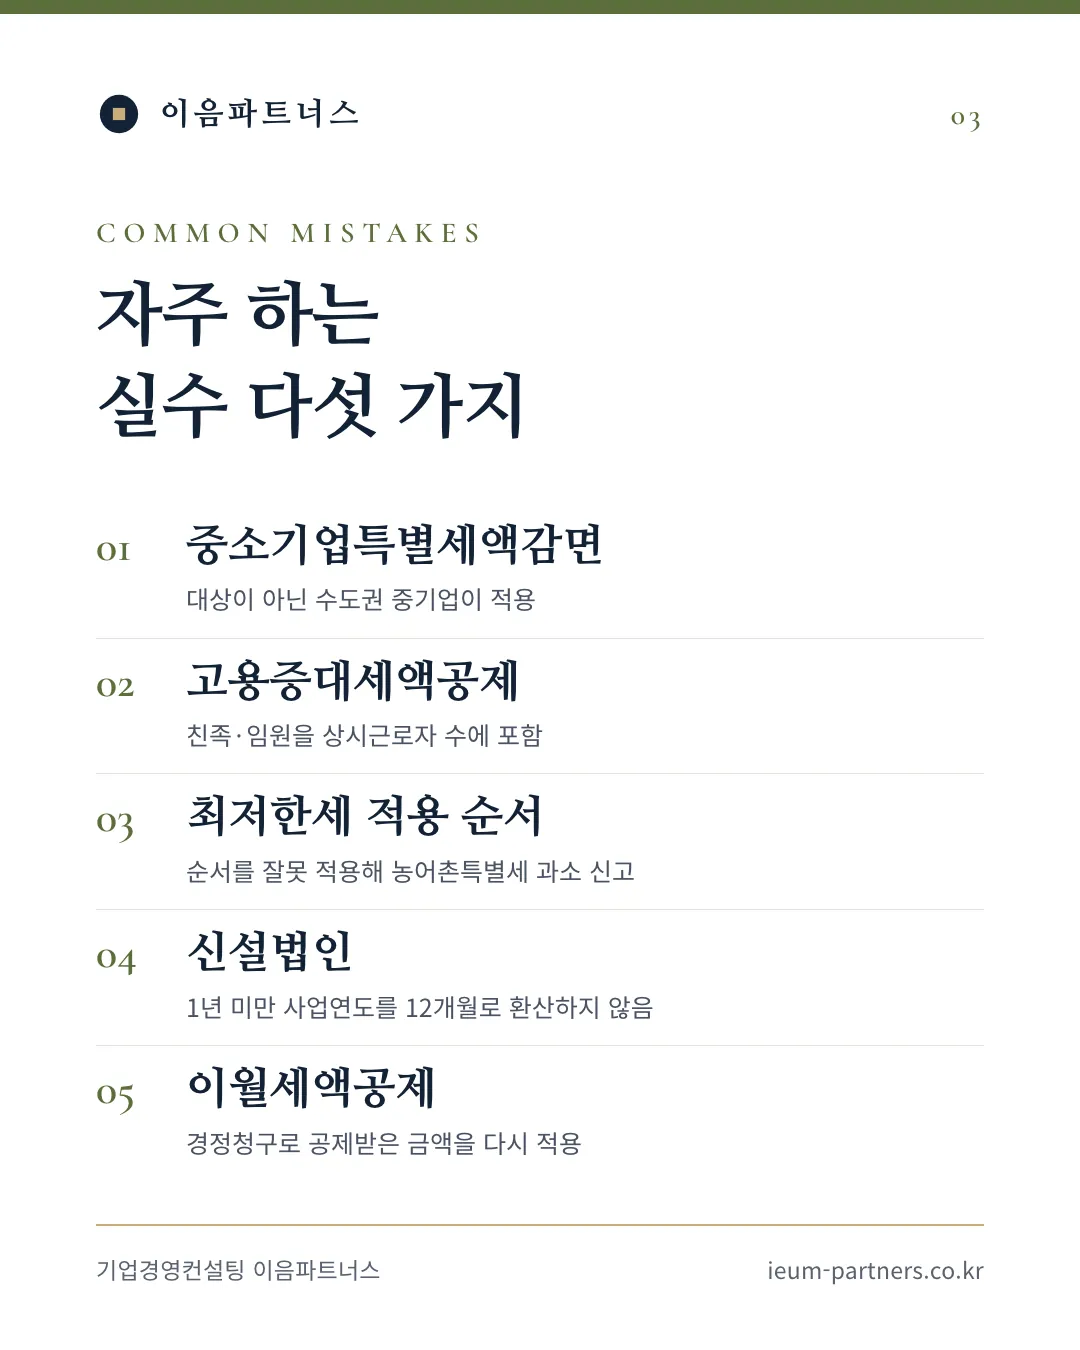 이음파트너스
03
COMMON MISTAKES
자주 하는
실수 다섯 가지
01 중소기업특별세액감면
대상이 아닌 수도권 중기업이 적용
02 고용증대세액공제
친족·임원을 상시근로자 수에 포함
03 최저한세 적용 순서
순서를 잘못 적용해 농어촌특별세 과소 신고
04 신설법인
1년 미만 사업연도를 12개월로 환산하지 않음
05 이월세액공제
경정청구로 공제받은 금액을 다시 적용
기업경영컨설팅 이음파트너스
ieum-partners.co.kr